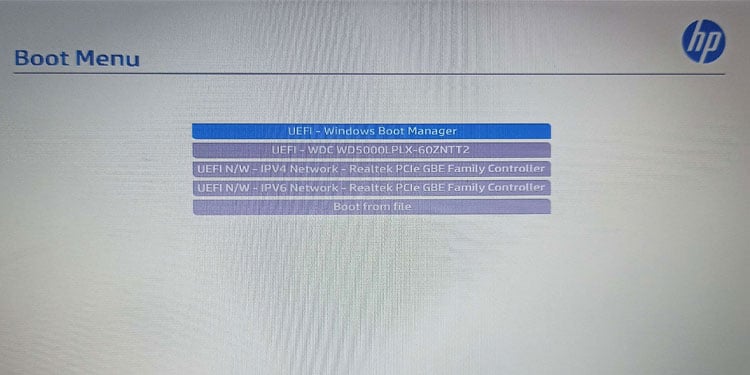 Boot Menu
hp
UEFI - Windows Boot Manager
UEFI - WDC WD5000LPLX-60ZNTT2
UEFI N/W - IPV4 Network - Realtek PCIe GBE Family Controller
UEFI N/W - IPV6 Network - Realtek PCIe GBE Family Controller
Boot from file